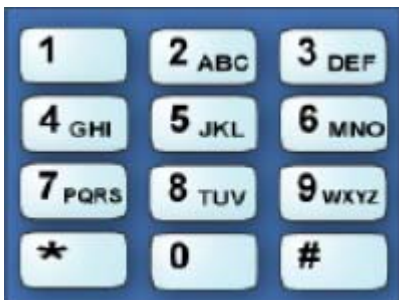 1 2 ABC 3 DEF
4 GHI 5 JKL 6 MNO
7 PQRS 8 TUV 9 WXYZ
* 0 #